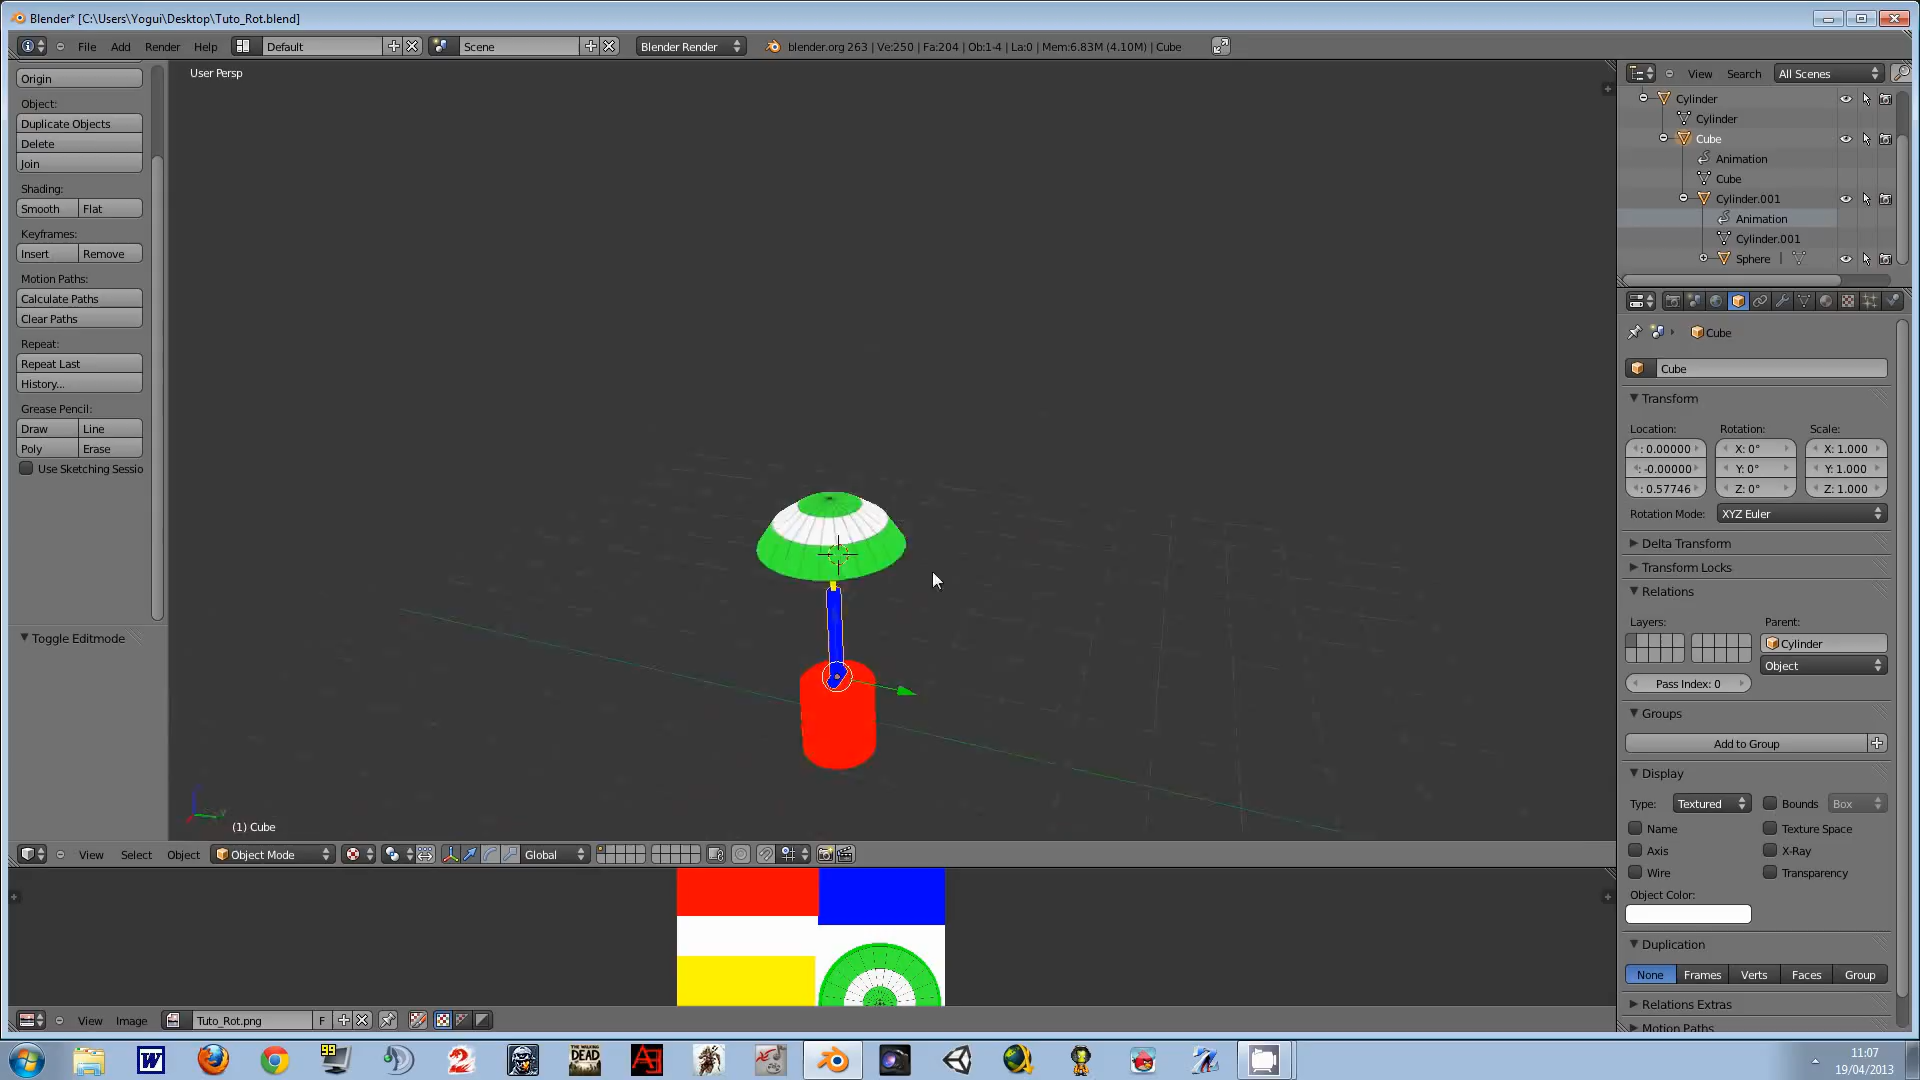 Blender* [C:\Users\Yogui\Desktop\Tuto_Rot.blend]
File Add Render Help Default Scene Blender Render blender.org 263 | Ve:250 | Fa:204 | Ob:1-4 | La:0 | Mem:6.83M (4.10M) | Cube
User Persp
Origin
Object:
Duplicate Objects
Delete
Join
Shading:
Smooth Flat
Keyframes:
Insert Remove
Motion Paths:
Calculate Paths
Clear Paths
Repeat:
Repeat Last
History...
Grease Pencil:
Draw Line
Poly Erase
Use Sketching Sessio
Toggle Editmode
(1) Cube
View Select Object Object Mode Global
View Image Tuto_Rot.png F
View Search All Scenes
Cylinder
Cylinder
Cube
Animation
Cube
Cylinder.001
Animation
Cylinder.001
Sphere
Cube
Cube
Transform
Location: Rotation: Scale:
: 0.00000 X: 0° X: 1.000
: -0.00000 Y: 0° Y: 1.000
: 0.57746 Z: 0° Z: 1.000
Rotation Mode: XYZ Euler
Delta Transform
Transform Locks
Relations
Layers: Parent:
Cylinder
Object
Pass Index: 0
Groups
Add to Group
Display
Type: Textured Bounds Box
Name Texture Space
Axis X-Ray
Wire Transparency
Object Color:
Duplication
None Frames Verts Faces Group
Relations Extras
Motion Paths
99
W
2
DEAD
11:07
19/04/2013